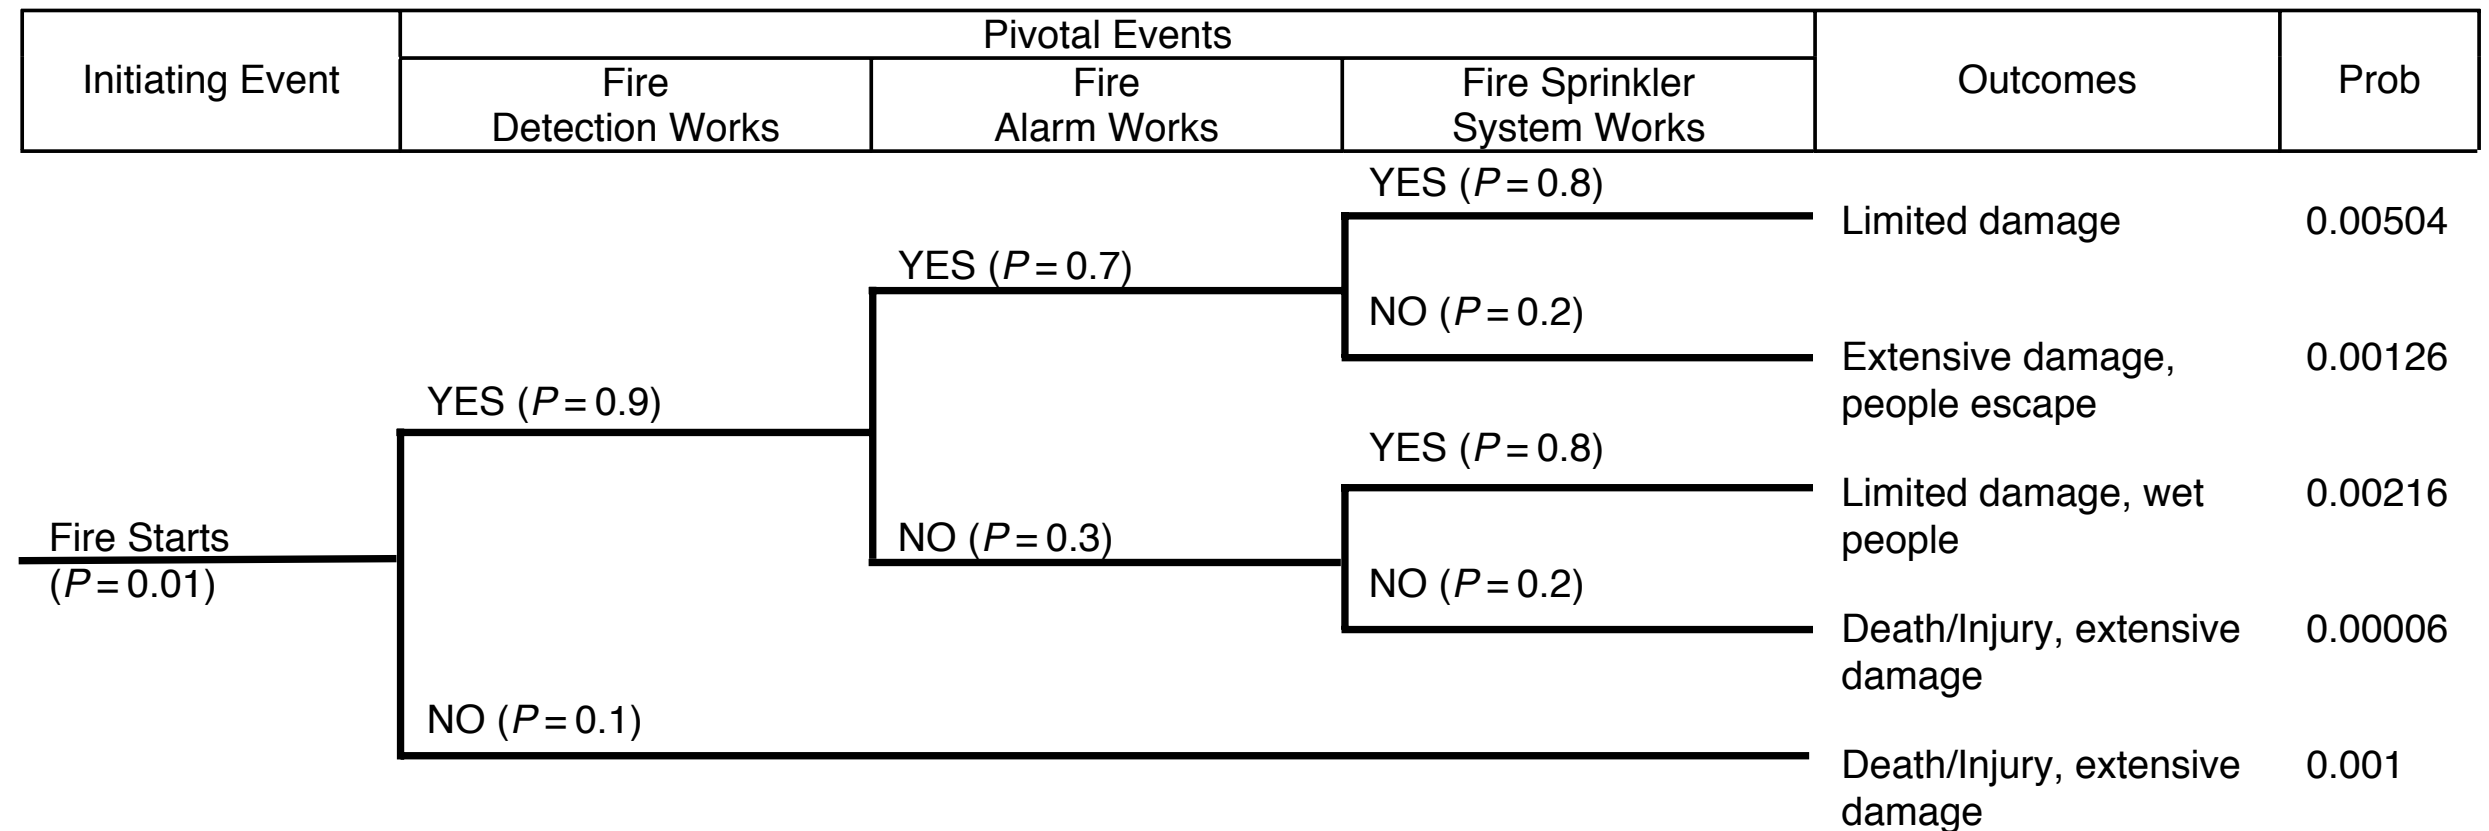 Initiating Event
Pivotal Events
Fire
Detection Works
Fire
Alarm Works
Fire Sprinkler
System Works
Outcomes
Prob
YES (P = 0.8)
Limited damage
0.00504
YES (P = 0.7)
NO (P = 0.2)
Extensive damage,
people escape
0.00126
YES (P = 0.9)
YES (P = 0.8)
Limited damage, wet
people
0.00216
Fire Starts
(P = 0.01)
NO (P = 0.3)
NO (P = 0.2)
Death/Injury, extensive
damage
0.00006
NO (P = 0.1)
Death/Injury, extensive
damage
0.001